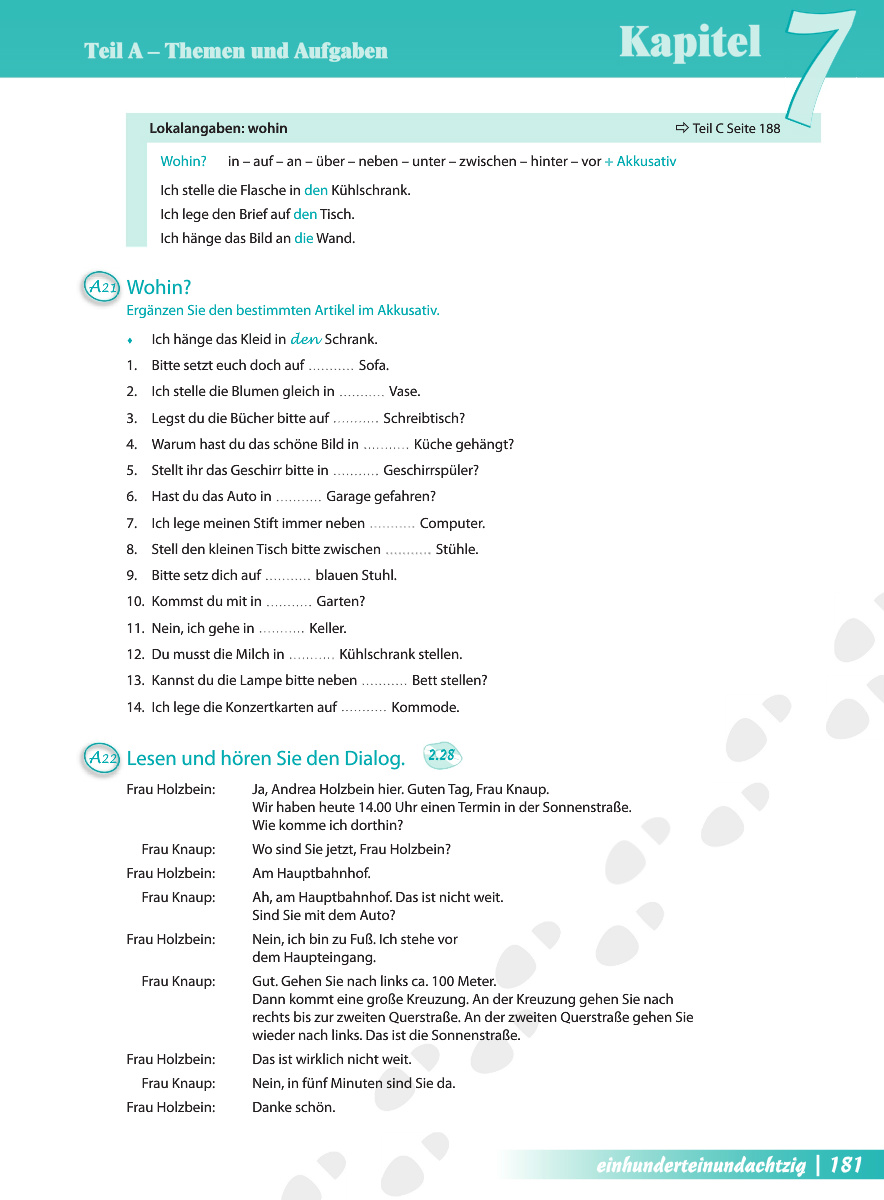 Teil A – Themen und Aufgaben
Kapitel 7
Lokalangaben: wohin ⇨ Teil C Seite 188
Wohin? in – auf – an – über – neben – unter – zwischen – hinter – vor + Akkusativ
Ich stelle die Flasche in den Kühlschrank.
Ich lege den Brief auf den Tisch.
Ich hänge das Bild an die Wand.
A21 Wohin?
Ergänzen Sie den bestimmten Artikel im Akkusativ.
♦ Ich hänge das Kleid in den Schrank.
1. Bitte setzt euch doch auf ........... Sofa.
2. Ich stelle die Blumen gleich in ........... Vase.
3. Legst du die Bücher bitte auf ........... Schreibtisch?
4. Warum hast du das schöne Bild in ........... Küche gehängt?
5. Stellt ihr das Geschirr bitte in ........... Geschirrspüler?
6. Hast du das Auto in ........... Garage gefahren?
7. Ich lege meinen Stift immer neben ........... Computer.
8. Stell den kleinen Tisch bitte zwischen ........... Stühle.
9. Bitte setz dich auf ........... blauen Stuhl.
10. Kommst du mit in ........... Garten?
11. Nein, ich gehe in ........... Keller.
12. Du musst die Milch in ........... Kühlschrank stellen.
13. Kannst du die Lampe bitte neben ........... Bett stellen?
14. Ich lege die Konzertkarten auf ........... Kommode.
A22 Lesen und hören Sie den Dialog. 2.28
Frau Holzbein: Ja, Andrea Holzbein hier. Guten Tag, Frau Knaup.
Wir haben heute 14.00 Uhr einen Termin in der Sonnenstraße.
Wie komme ich dorthin?
Frau Knaup: Wo sind Sie jetzt, Frau Holzbein?
Frau Holzbein: Am Hauptbahnhof.
Frau Knaup: Ah, am Hauptbahnhof. Das ist nicht weit.
Sind Sie mit dem Auto?
Frau Holzbein: Nein, ich bin zu Fuß. Ich stehe vor
dem Haupteingang.
Frau Knaup: Gut. Gehen Sie nach links ca. 100 Meter.
Dann kommt eine große Kreuzung. An der Kreuzung gehen Sie nach
rechts bis zur zweiten Querstraße. An der zweiten Querstraße gehen Sie
wieder nach links. Das ist die Sonnenstraße.
Frau Holzbein: Das ist wirklich nicht weit.
Frau Knaup: Nein, in fünf Minuten sind Sie da.
Frau Holzbein: Danke schön.
einhunderteinundachtzig | 181